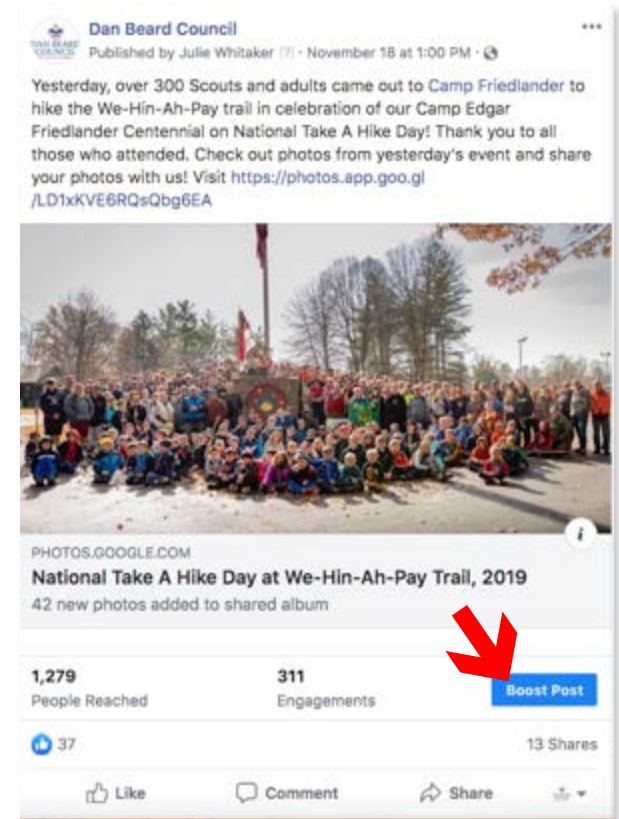 Dan Beard Council
Published by Julie Whitaker [?] · November 18 at 1:00 PM ·
Yesterday, over 300 Scouts and adults came out to Camp Friedlander to
hike the We-Hin-Ah-Pay trail in celebration of our Camp Edgar
Friedlander Centennial on National Take A Hike Day! Thank you to all
those who attended. Check out photos from yesterday's event and share
your photos with us! Visit https://photos.app.goo.gl
/LD1xKVE6RQsQbg6EA
PHOTOS.GOOGLE.COM
National Take A Hike Day at We-Hin-Ah-Pay Trail, 2019
42 new photos added to shared album
1,279
People Reached
311
Engagements
Boost Post
37
13 Shares
Like
Comment
Share